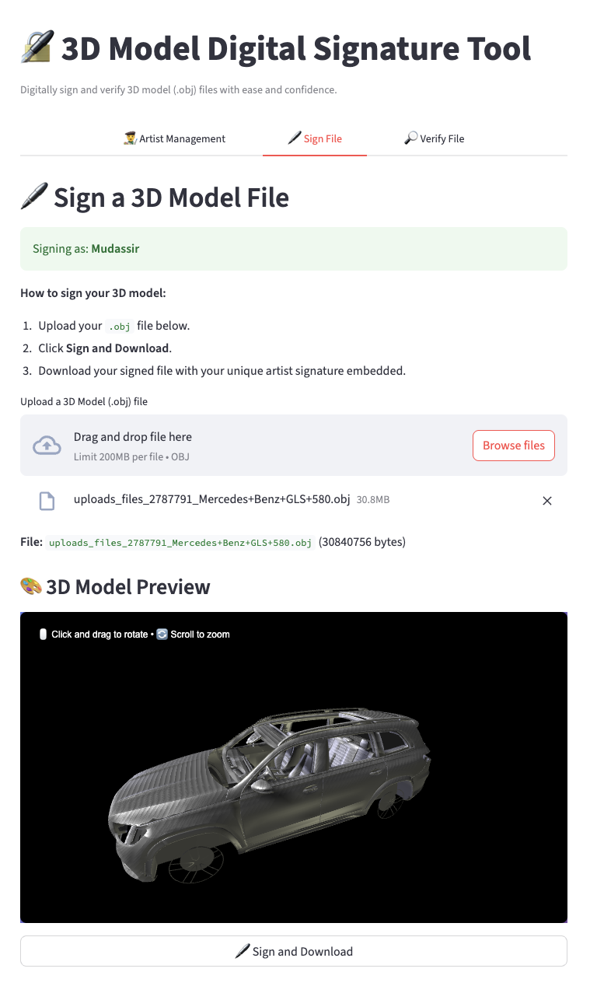 3D Model Digital Signature Tool
Digitally sign and verify 3D model (.obj) files with ease and confidence.
Artist Management
Sign File
Verify File
Sign a 3D Model File
Signing as: Mudassir
How to sign your 3D model:
1. Upload your .obj file below.
2. Click Sign and Download.
3. Download your signed file with your unique artist signature embedded.
Upload a 3D Model (.obj) file
Drag and drop file here
Limit 200MB per file • OBJ
Browse files
uploads_files_2787791_Mercedes+Benz+GLS+580.obj 30.8MB
File: uploads_files_2787791_Mercedes+Benz+GLS+580.obj (30840756 bytes)
3D Model Preview
Click and drag to rotate • Scroll to zoom
Sign and Download